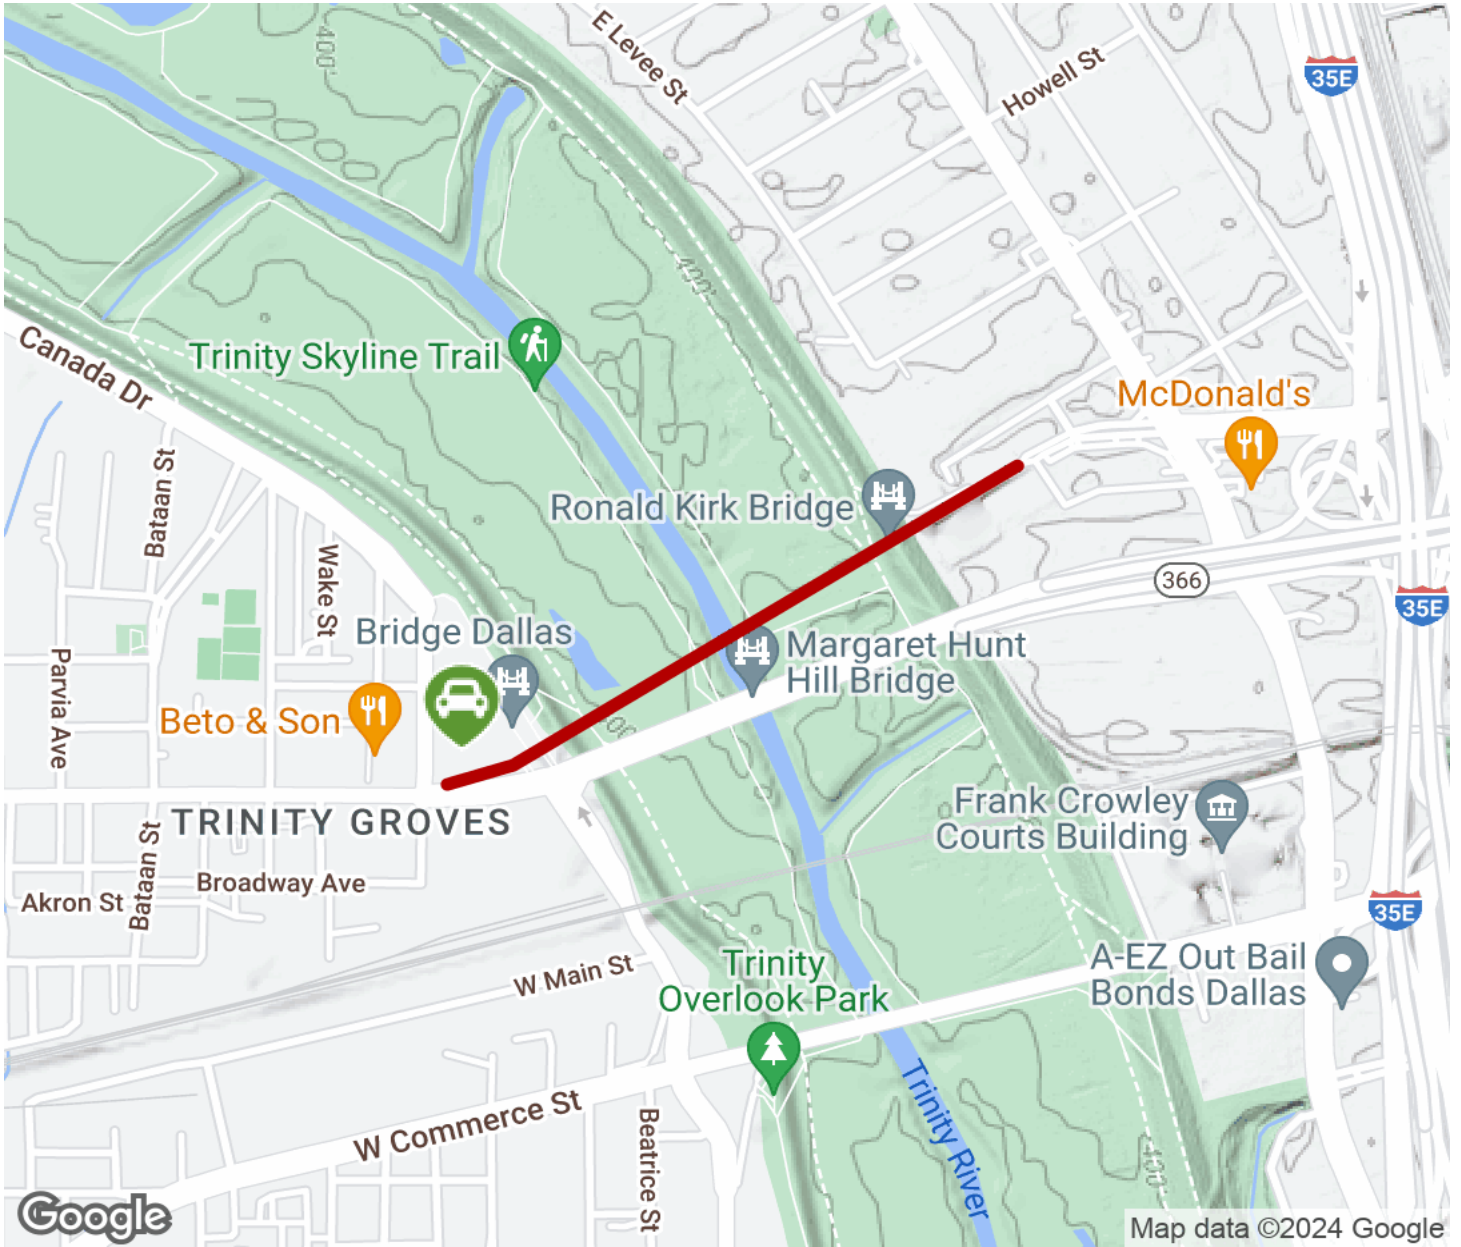 E Levee St
400'
Howell St
35E
400'
Canada Dr
Trinity Skyline Trail
McDonald's
Bataan St
Ronald Kirk Bridge
Wake St
366
35E
Bridge Dallas
Margaret Hunt
Hill Bridge
Parvia Ave
Beto & Son
TRINITY GROVES
Frank Crowley
Courts Building
Bataan St
Broadway Ave
Akron St
35E
W Main St
Trinity
Overlook Park
A-EZ Out Bail
Bonds Dallas
W Commerce St
Beatrice St
Trinity River
400'
Google
Map data ©2024 Google